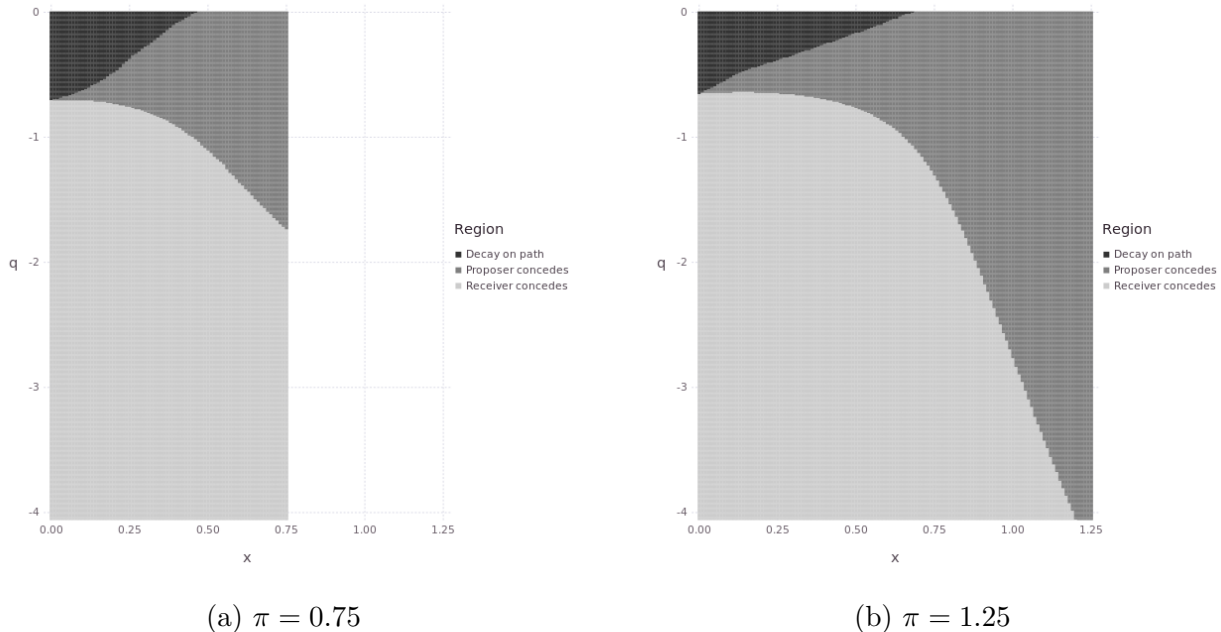 0
-1
-2
-3
-4
q
0.00 0.25 0.50 0.75 1.00 1.25
x
Region
Decay on path
Proposer concedes
Receiver concedes
(a) π = 0.75
0
-1
-2
-3
-4
q
0.00 0.25 0.50 0.75 1.00 1.25
x
Region
Decay on path
Proposer concedes
Receiver concedes
(b) π = 1.25